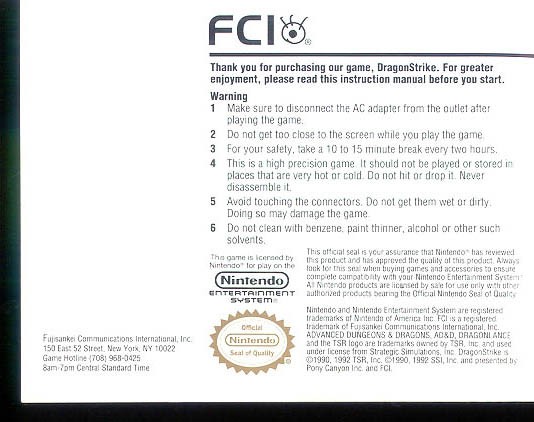 FCI®
Thank you for purchasing our game, DragonStrike. For greater
enjoyment, please read this instruction manual before you start.
Warning
1 Make sure to disconnect the AC adapter from the outlet after
playing the game.
2 Do not get too close to the screen while you play the game.
3 For your safety, take a 10 to 15 minute break every two hours.
4 This is a high precision game. It should not be played or stored in
places that are very hot or cold. Do not hit or drop it. Never
disassemble it.
5 Avoid touching the connectors. Do not get them wet or dirty.
Doing so may damage the game.
6 Do not clean with benzene, paint thinner, alcohol or other such
solvents.
This game is licensed by
Nintendo® for play on the
Nintendo
ENTERTAINMENT
SYSTEM®
This official seal is your assurance that Nintendo® has reviewed
this product and has approved the quality of this product. Always
look for this seal when buying games and accessories to ensure
complete compatibility with your Nintendo Entertainment System.
All Nintendo products are licensed by sale for use only with other
authorized products bearing the Official Nintendo Seal of Quality.
Official
Nintendo
Seal of Quality
®
Nintendo and Nintendo Entertainment System are registered
trademarks of Nintendo of America Inc. FCI is a registered
trademark of Fujisankei Communications International, Inc.
ADVANCED DUNGEONS & DRAGONS, AD&D, DRAGONLANCE
and the TSR logo are trademarks owned by TSR, Inc. and used
under license from Strategic Simulations, Inc. DragonStrike is
©1990, 1992 TSR, Inc. ©1990, 1992 SSI, Inc. and presented by
Pony Canyon Inc. and FCI.
Fujisankei Communications International, Inc.
150 East 52 Street, New York, NY 10022
Game Hotline (708) 968-0425
8am-7pm Central Standard Time